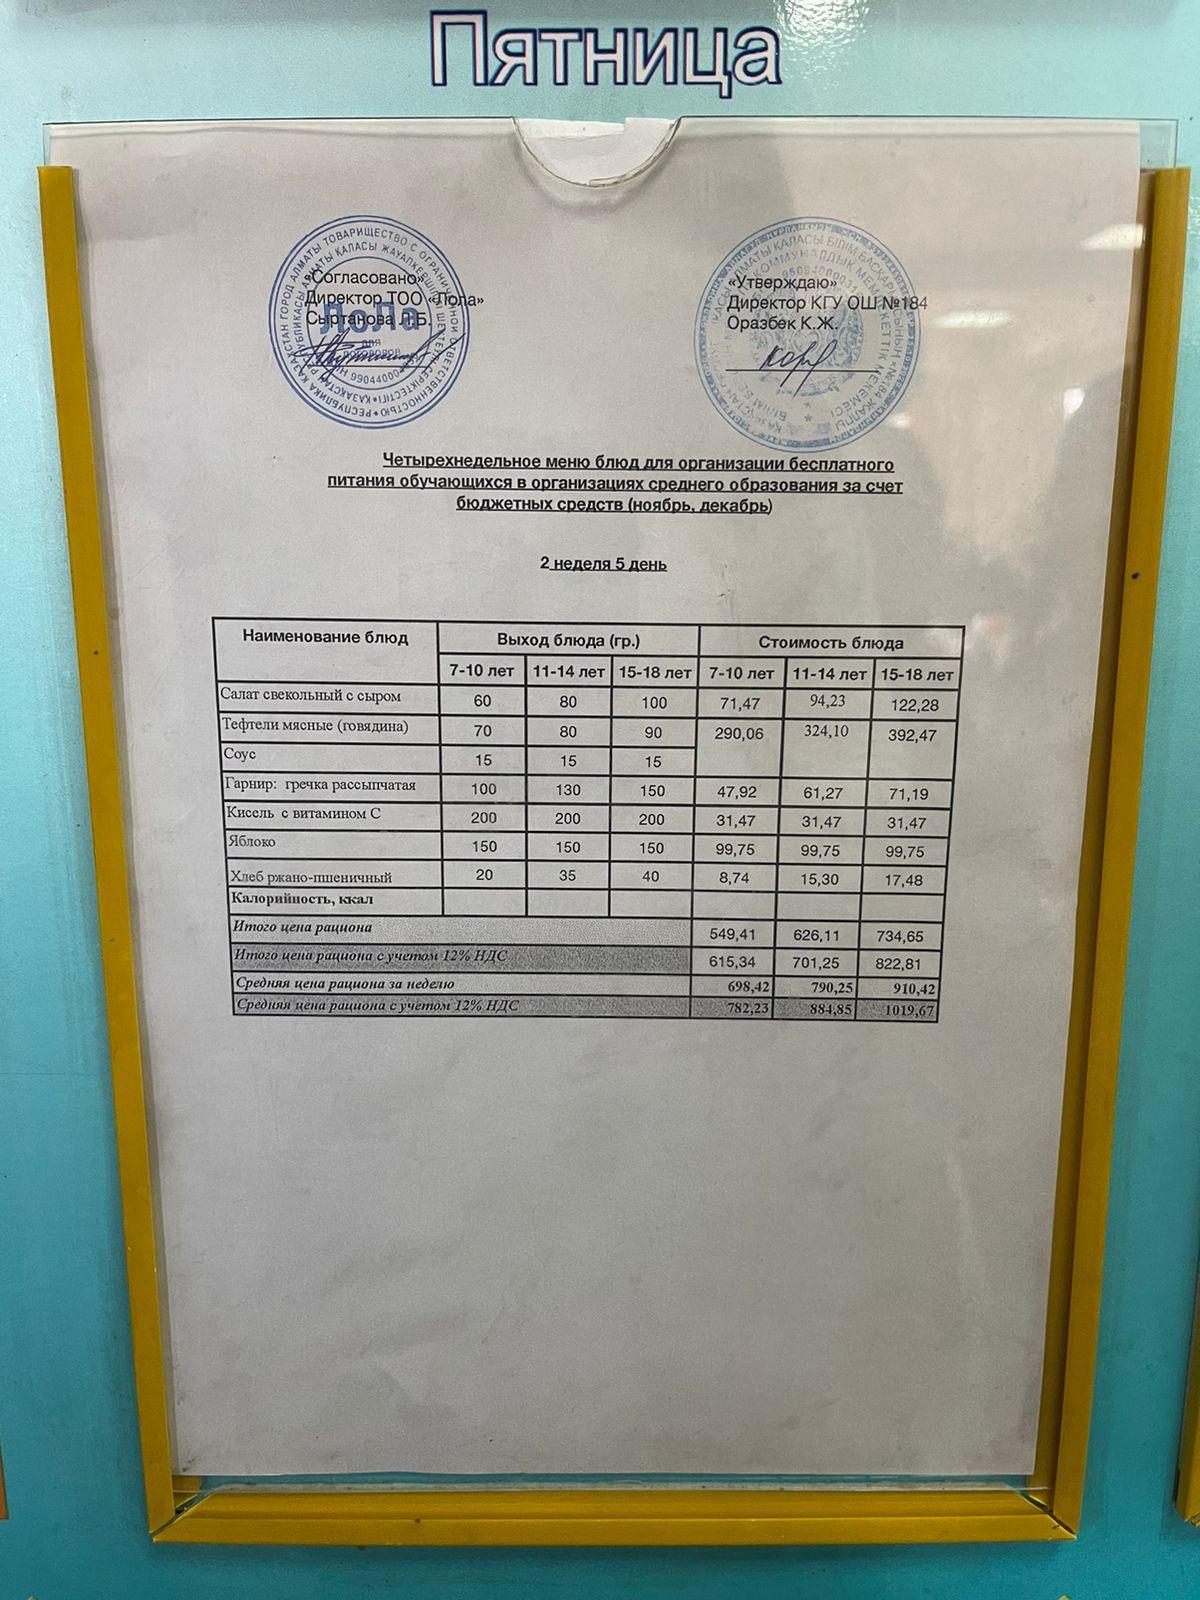 Пятница
«Согласовано»
Директор ТОО «Лола»
Сыртанова Л.Б.
ЛоЛа
«Утверждаю»
Директор КГУ ОШ №184
Оразбек К.Ж.
Четырехнедельное меню блюд для организации бесплатного
питания обучающихся в организациях среднего образования за счет
бюджетных средств (ноябрь, декабрь)
2 неделя 5 день
Наименование блюд Выход блюда (гр.) Стоимость блюда
7-10 лет 11-14 лет 15-18 лет 7-10 лет 11-14 лет 15-18 лет
Салат свекольный с сыром 60 80 100 71,47 94,23 122,28
Тефтели мясные (говядина) 70 80 90 290,06 324,10 392,47
Соус 15 15 15
Гарнир: гречка рассыпчатая 100 130 150 47,92 61,27 71,19
Кисель с витамином С 200 200 200 31,47 31,47 31,47
Яблоко 150 150 150 99,75 99,75 99,75
Хлеб ржано-пшеничный 20 35 40 8,74 15,30 17,48
Калорийность, ккал
Итого цена рациона 549,41 626,11 734,65
Итого цена рациона с учетом 12% НДС 615,34 701,25 822,81
Средняя цена рациона за неделю 698,42 790,25 910,42
Средняя цена рациона с учетом 12% НДС 782,23 884,85 1019,67